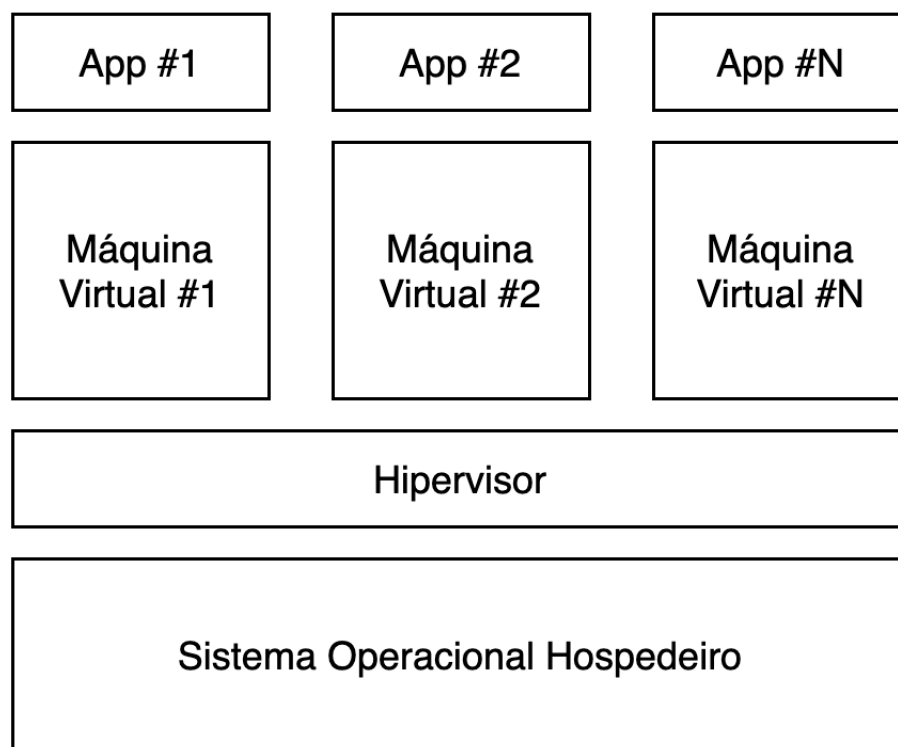 App #1
App #2
App #N
Máquina
Virtual #1
Máquina
Virtual #2
Máquina
Virtual #N
Hipervisor
Sistema Operacional Hospedeiro